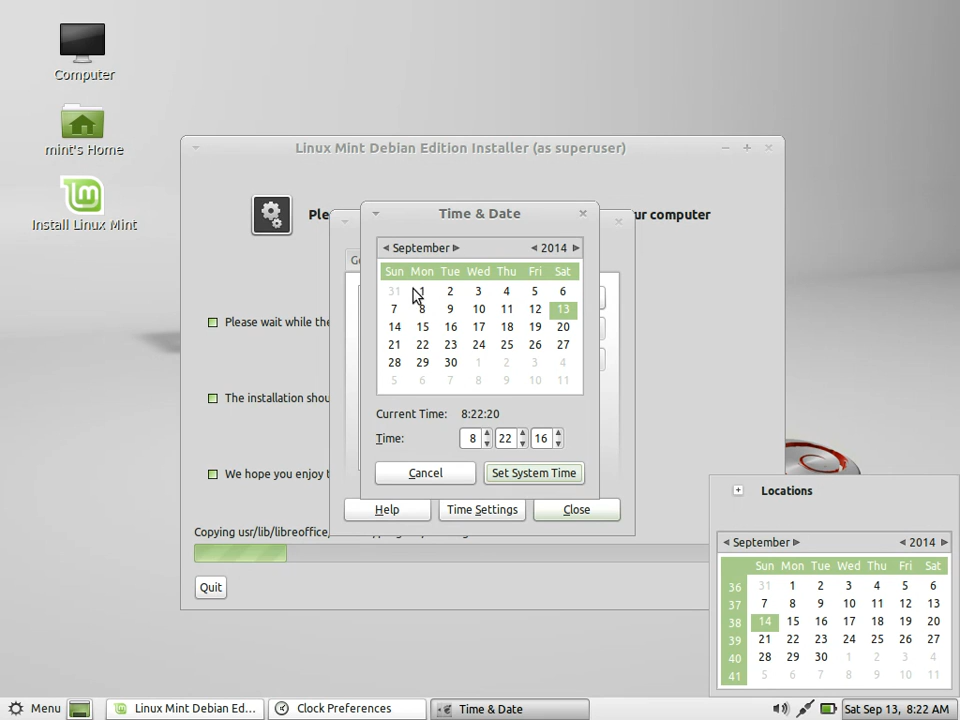 Computer
mint's Home
Install Linux Mint
Linux Mint Debian Edition Installer (as superuser)
Ple
ur computer
Please wait while the
The installation shou
We hope you enjoy
Copying usr/lib/libreoffice,
Quit
Help
Time Settings
Close
Time & Date
September
2014
Sun Mon Tue Wed Thu Fri Sat
31 1 2 3 4 5 6
7 8 9 10 11 12 13
14 15 16 17 18 19 20
21 22 23 24 25 26 27
28 29 30 1 2 3 4
5 6 7 8 9 10 11
Current Time: 8:22:20
Time: 8 22 16
Cancel
Set System Time
Locations
September
2014
Sun Mon Tue Wed Thu Fri Sat
36 31 1 2 3 4 5 6
37 7 8 9 10 11 12 13
38 14 15 16 17 18 19 20
39 21 22 23 24 25 26 27
40 28 29 30 1 2 3 4
41 5 6 7 8 9 10 11
Menu
Linux Mint Debian Ed...
Clock Preferences
Time & Date
Sat Sep 13, 8:22 AM